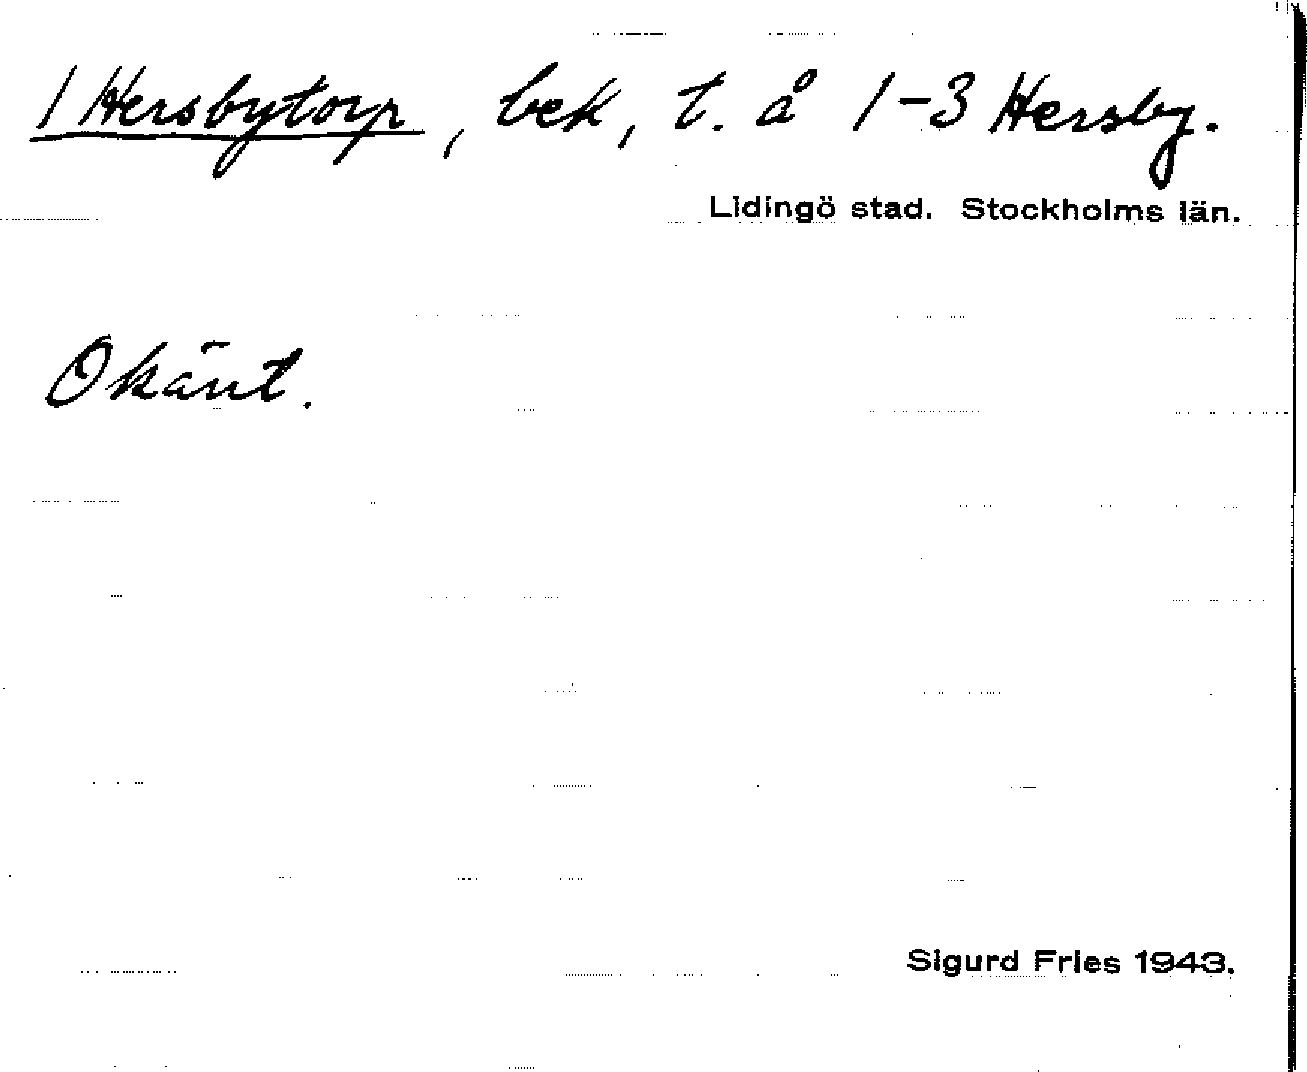 1 Hersbytorp, bek, t. å 1-3 Hersby.
Lidingö stad. Stockholms län.
Okänt.
Sigurd Fries 1943.